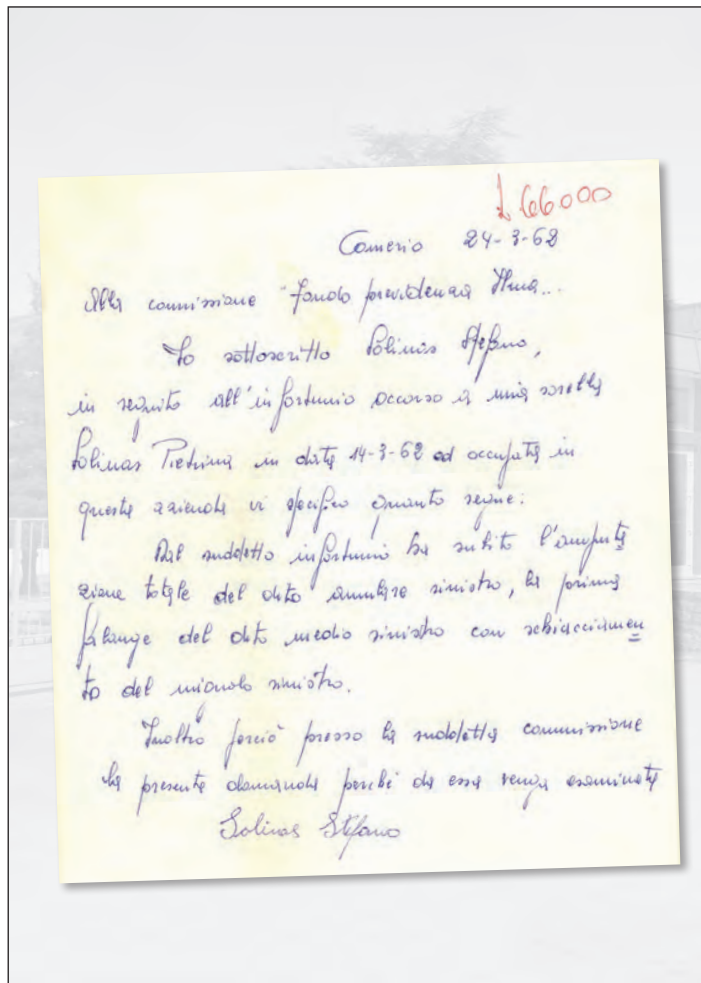 £ 66000
Comerio 24-3-62
Alla commissione "fondo previdenza
Io sottoscritto Solinas Stefano,
in seguito all'infortunio occorso a mia sorella
Solinas Pietrina in data 14-3-62 ed occupata in
questa azienda vi specifico quanto segue:
Dal suddetto infortunio ha subito l'amputa
zione totale del dito anulare sinistro, la prima
falange del dito medio sinistro con schiacciamen
to del mignolo sinistro.
Inoltro perciò presso la suddetta commissione
la presente domanda perché da essa venga esaminata
Solinas Stefano